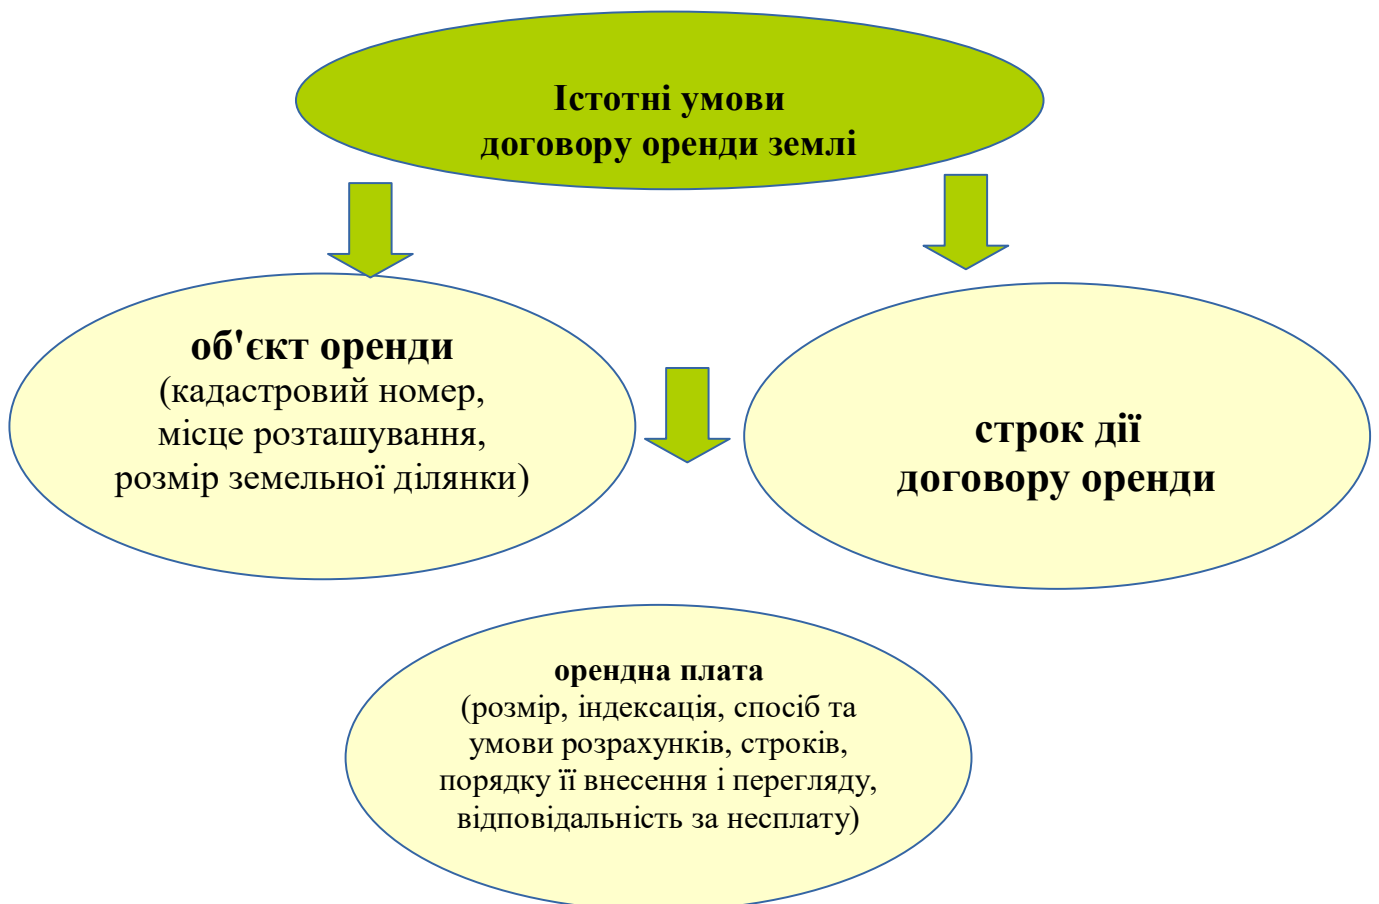 Істотні умови
договору оренди землі
об'єкт оренди
(кадастровий номер,
місце розташування,
розмір земельної ділянки)
строк дії
договору оренди
орендна плата
(розмір, індексація, спосіб та
умови розрахунків, строків,
порядку її внесення і перегляду,
відповідальність за несплату)